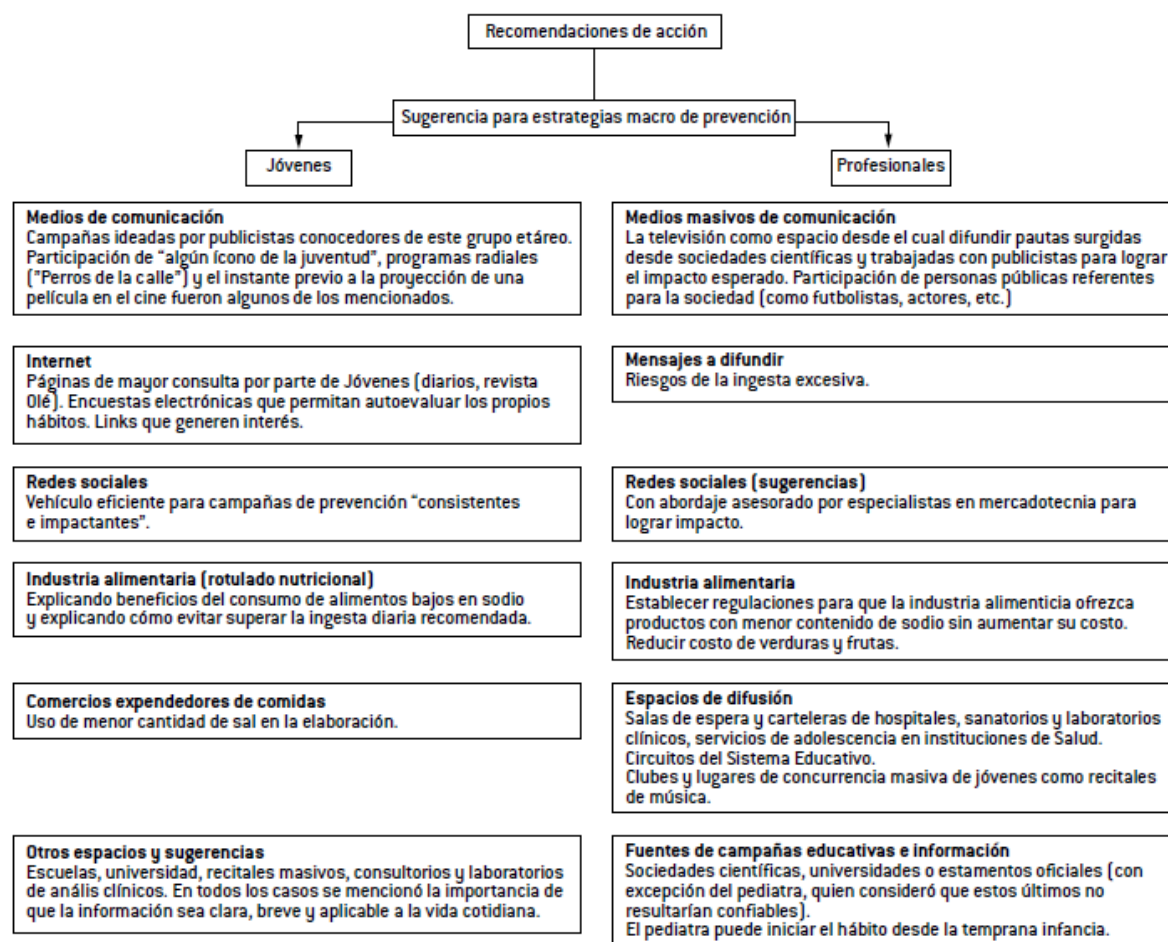 Recomendaciones de acción
Sugerencia para estrategias macro de prevención
Jóvenes
Profesionales
Medios de comunicación
Campañas ideadas por publicistas conocedores de este grupo etáreo.
Participación de “algún ícono de la juventud”, programas radiales
("Perros de la calle") y el instante previo a la proyección de una
película en el cine fueron algunos de los mencionados.
Medios masivos de comunicación
La televisión como espacio desde el cual difundir pautas surgidas
desde sociedades científicas y trabajadas con publicistas para lograr
el impacto esperado. Participación de personas públicas referentes
para la sociedad (como futbolistas, actores, etc.)
Internet
Páginas de mayor consulta por parte de Jóvenes (diarios, revista
Olé). Encuestas electrónicas que permitan autoevaluar los propios
hábitos. Links que generen interés.
Mensajes a difundir
Riesgos de la ingesta excesiva.
Redes sociales
Vehículo eficiente para campañas de prevención “consistentes
e impactantes”.
Redes sociales (sugerencias)
Con abordaje asesorado por especialistas en mercadotecnia para
lograr impacto.
Industria alimentaria (rotulado nutricional)
Explicando beneficios del consumo de alimentos bajos en sodio
y explicando cómo evitar superar la ingesta diaria recomendada.
Industria alimentaria
Establecer regulaciones para que la industria alimenticia ofrezca
productos con menor contenido de sodio sin aumentar su costo.
Reducir costo de verduras y frutas.
Comercios expendedores de comidas
Uso de menor cantidad de sal en la elaboración.
Espacios de difusión
Salas de espera y carteleras de hospitales, sanatorios y laboratorios
clínicos, servicios de adolescencia en instituciones de Salud.
Circuitos del Sistema Educativo.
Clubes y lugares de concurrencia masiva de jóvenes como recitales
de música.
Otros espacios y sugerencias
Escuelas, universidad, recitales masivos, consultorios y laboratorios
de anális clínicos. En todos los casos se mencionó la importancia de
que la información sea clara, breve y aplicable a la vida cotidiana.
Fuentes de campañas educativas e información
Sociedades científicas, universidades o estamentos oficiales (con
excepción del pediatra, quien consideró que estos últimos no
resultarían confiables).
El pediatra puede iniciar el hábito desde la temprana infancia.